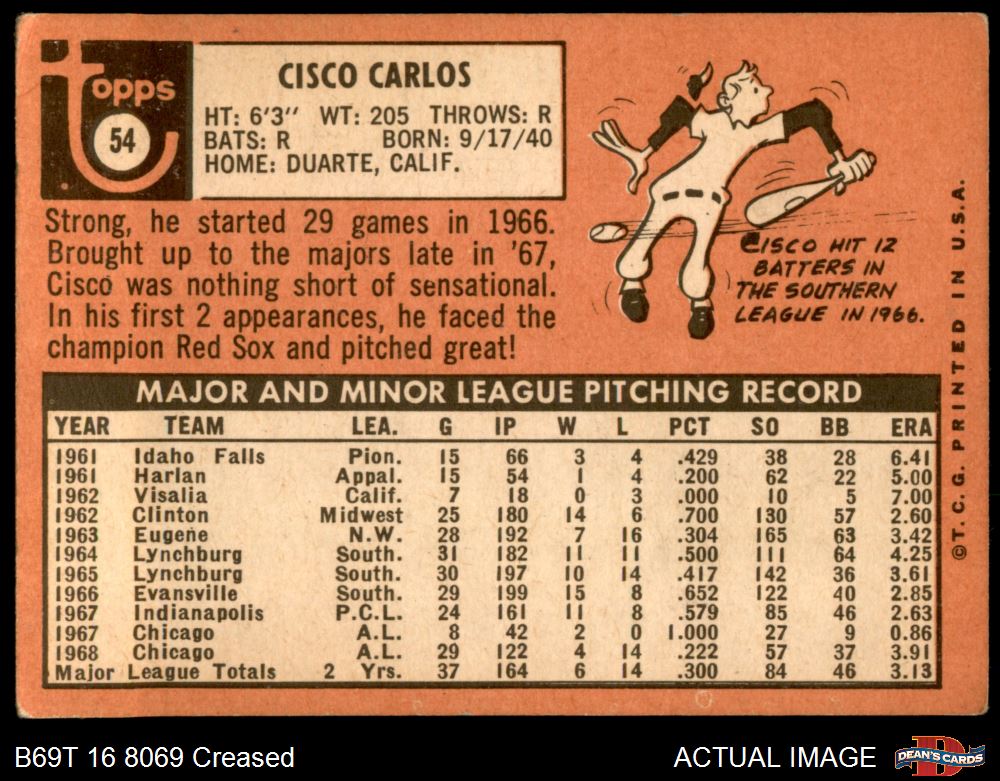 Topps
54
CISCO CARLOS
HT: 6'3" WT: 205 THROWS: R
BATS: R BORN: 9/17/40
HOME: DUARTE, CALIF.
Strong, he started 29 games in 1966.
Brought up to the majors late in '67,
Cisco was nothing short of sensational.
In his first 2 appearances, he faced the
champion Red Sox and pitched great!
CISCO HIT 12
BATTERS IN
THE SOUTHERN
LEAGUE IN 1966.
©T.C.G. PRINTED IN U.S.A.
MAJOR AND MINOR LEAGUE PITCHING RECORD
YEAR TEAM LEA. G IP W L PCT SO BB ERA
1961 Idaho Falls Pion. 15 66 3 4 .429 38 28 6.41
1961 Harlan Appal. 15 54 1 4 .200 62 22 5.00
1962 Visalia Calif. 7 18 0 3 .000 10 5 7.00
1962 Clinton Midwest 25 180 14 6 .700 130 57 2.60
1963 Eugene N.W. 28 192 7 16 .304 165 63 3.42
1964 Lynchburg South. 31 182 11 11 .500 111 64 4.25
1965 Lynchburg South. 30 197 10 14 .417 142 36 3.61
1966 Evansville South. 29 199 15 8 .652 122 40 2.85
1967 Indianapolis P.C.L. 24 161 11 8 .579 85 46 2.63
1967 Chicago A.L. 8 42 2 0 1.000 27 9 0.86
1968 Chicago A.L. 29 122 4 14 .222 57 37 3.91
Major League Totals 2 Yrs. 37 164 6 14 .300 84 46 3.13
B69T 16 8069 Creased
ACTUAL IMAGE
D
DEAN'S CARDS